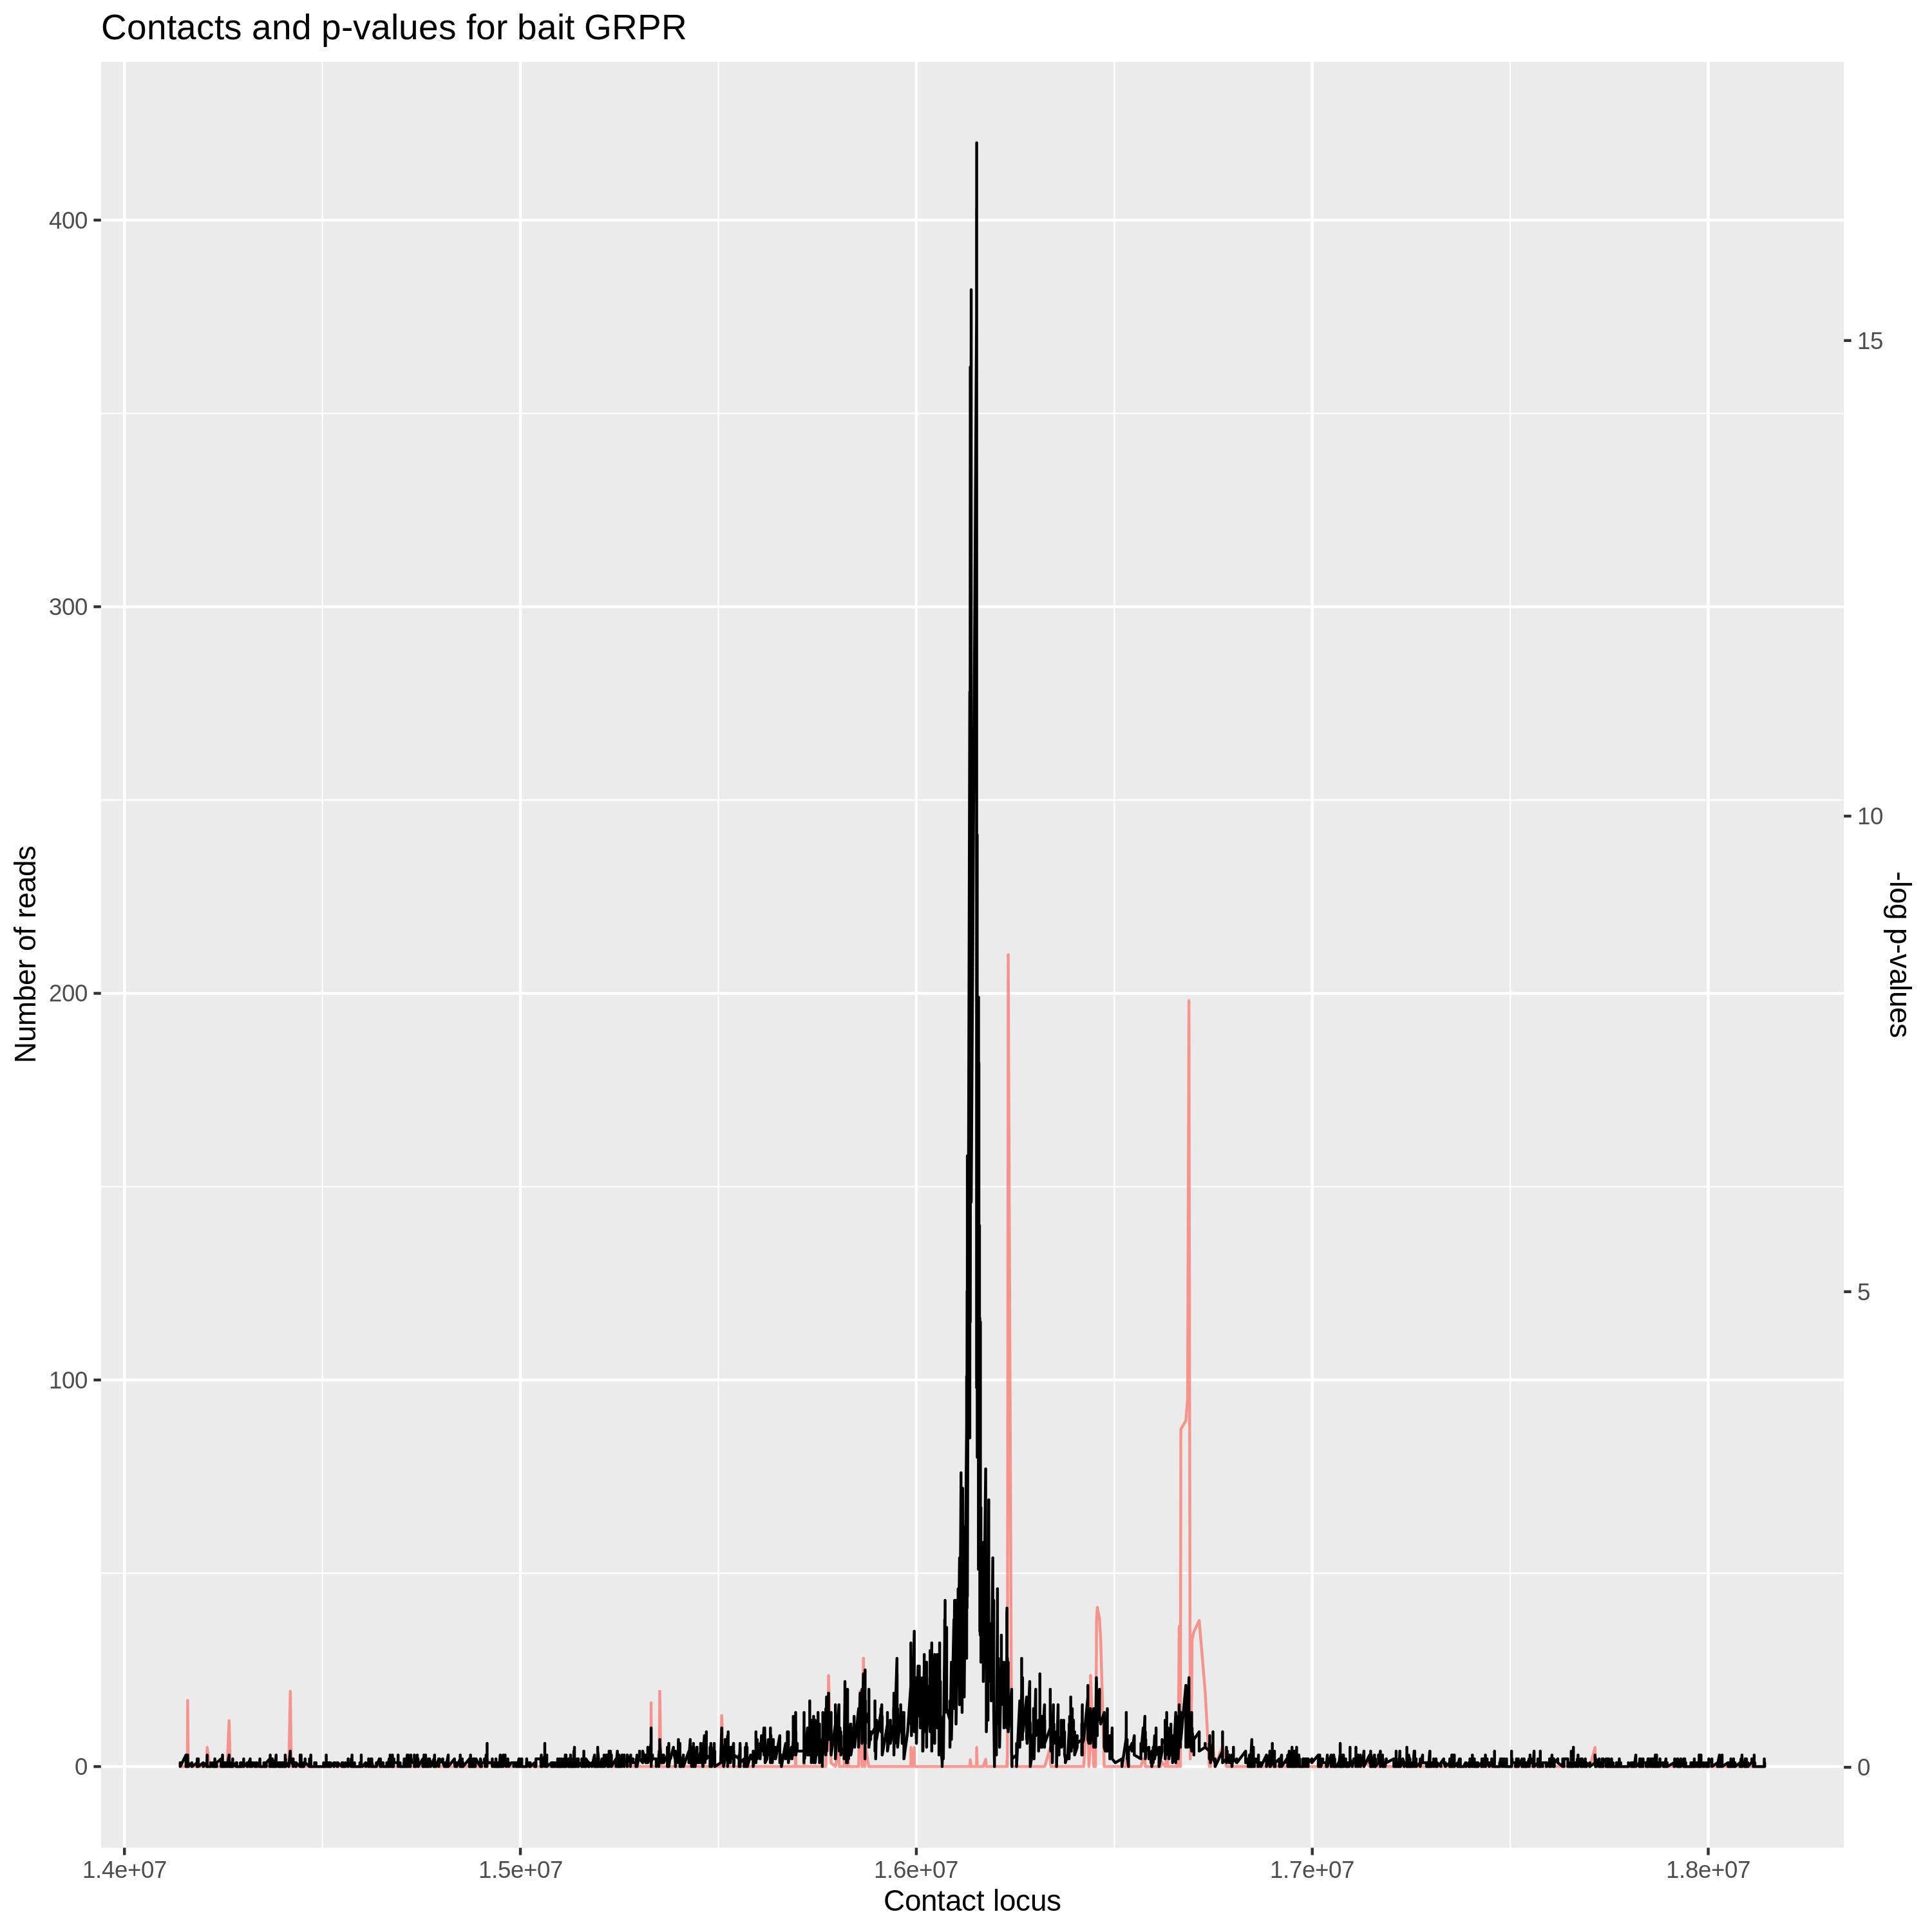 Contacts and p-values for bait GRPR
400
300
200
100
0
Number of reads
15
10
5
0
-log p-values
1.4e+07
1.5e+07
1.6e+07
1.7e+07
1.8e+07
Contact locus